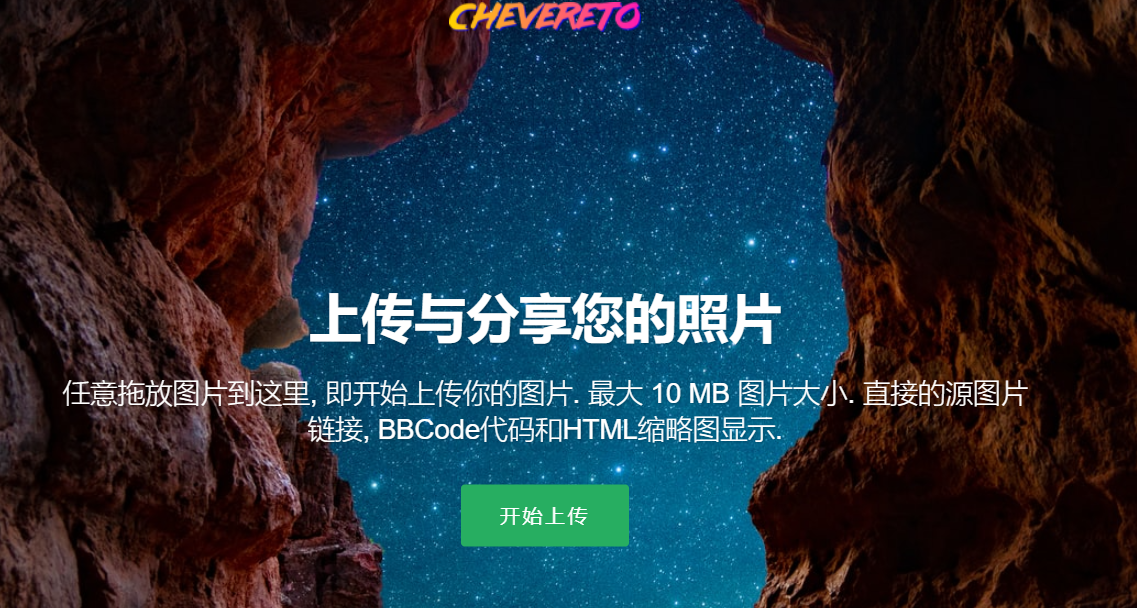 CHEVERETO
上传与分享您的照片
任意拖放图片到这里, 即开始上传你的图片. 最大 10 MB 图片大小. 直接的源图片
链接, BBCode代码和HTML缩略图显示.
开始上传